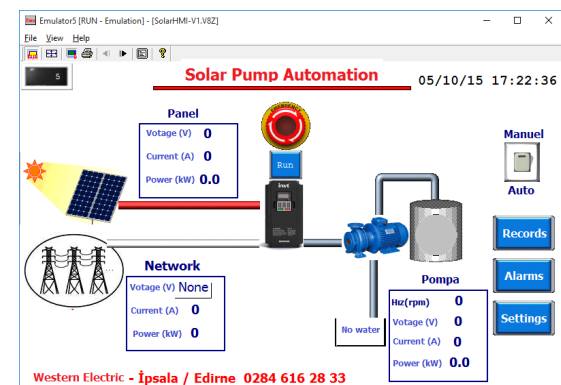 Emulator5 [RUN - Emulation] - [SolarHMI-V1.V8Z]
File View Help
5
Solar Pump Automation
05/10/15 17:22:36
Panel
Votage (V) 0
Current (A) 0
Power (kW) 0.0
EMERGENCY
Run
invt
Manuel
Auto
Records
Alarms
Settings
Network
Votage (V) None
Current (A) 0
Power (kW) 0
No water
Pompa
Hız(rpm) 0
Votage (V) 0
Current (A) 0
Power (kW) 0.0
Western Electric - İpsala / Edirne 0284 616 28 33